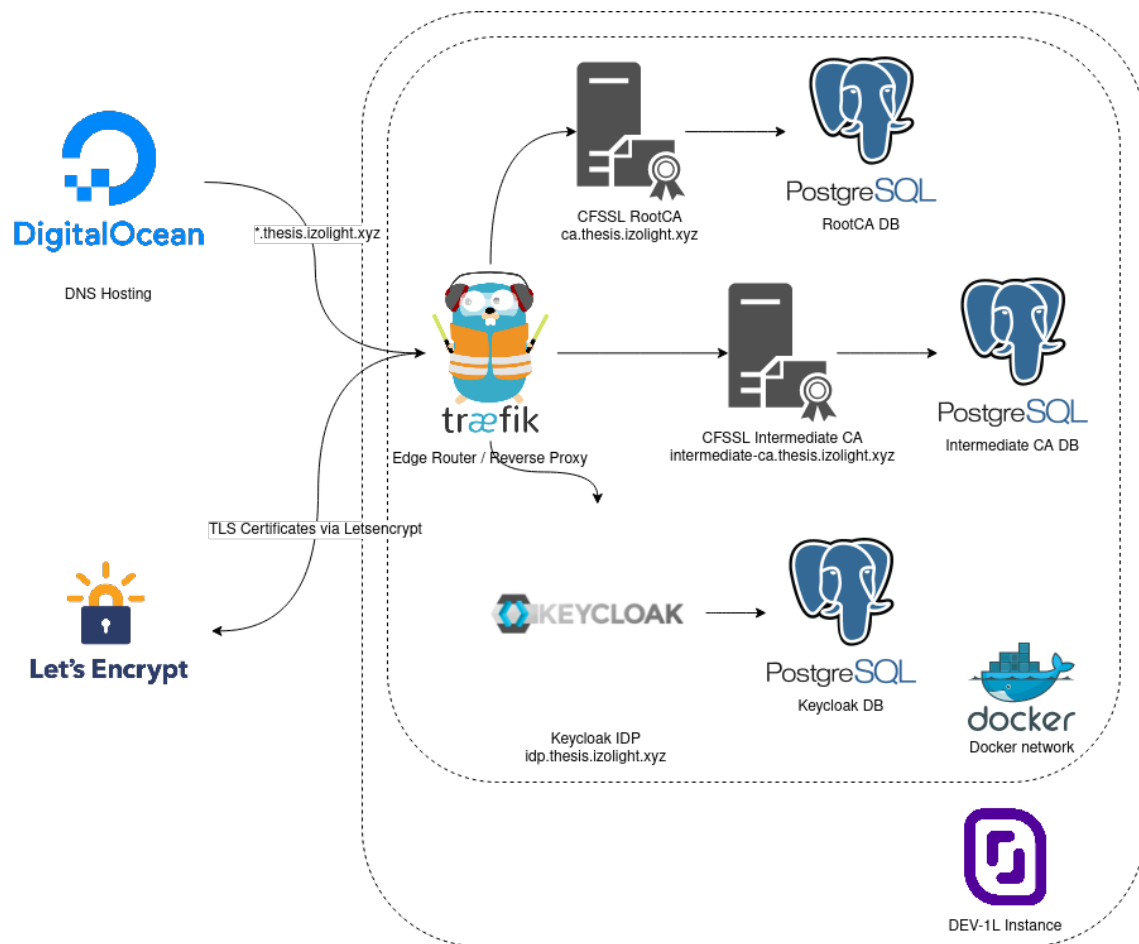 DigitalOcean
DNS Hosting
*.thesis.izolight.xyz
CFSSL RootCA
ca.thesis.izolight.xyz
PostgreSQL
RootCA DB
træfik
Edge Router / Reverse Proxy
CFSSL Intermediate CA
intermediate-ca.thesis.izolight.xyz
PostgreSQL
Intermediate CA DB
TLS Certificates via Letsencrypt
Let's Encrypt
KEYCLOAK
Keycloak IDP
idp.thesis.izolight.xyz
PostgreSQL
Keycloak DB
docker
Docker network
DEV-1L Instance